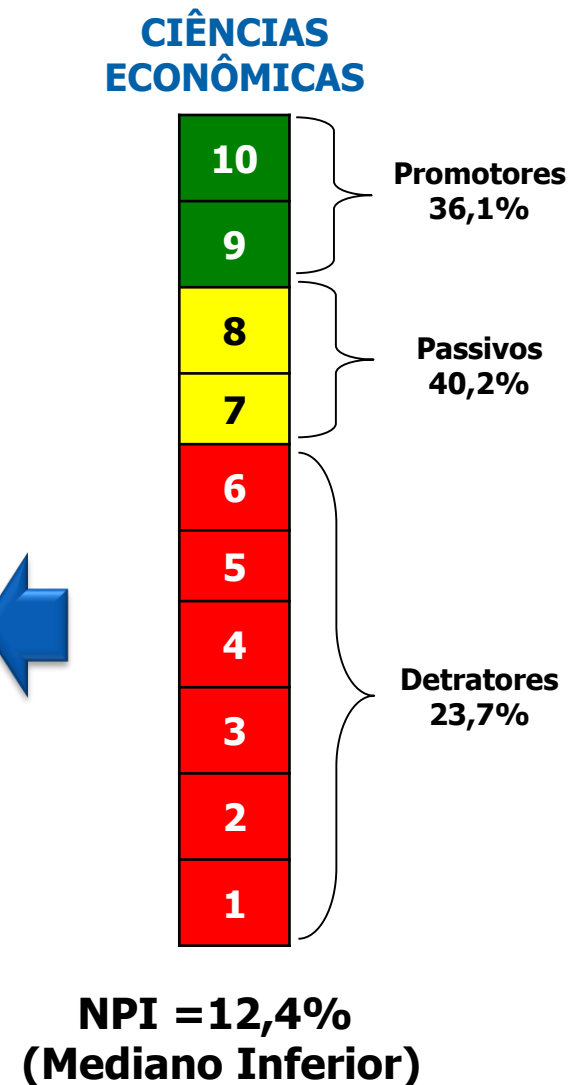 CIÊNCIAS
ECONÔMICAS
10
9
Promotores
36,1%
8
7
Passivos
40,2%
6
5
4
3
2
1
Detratores
23,7%
NPI =12,4%
(Mediano Inferior)